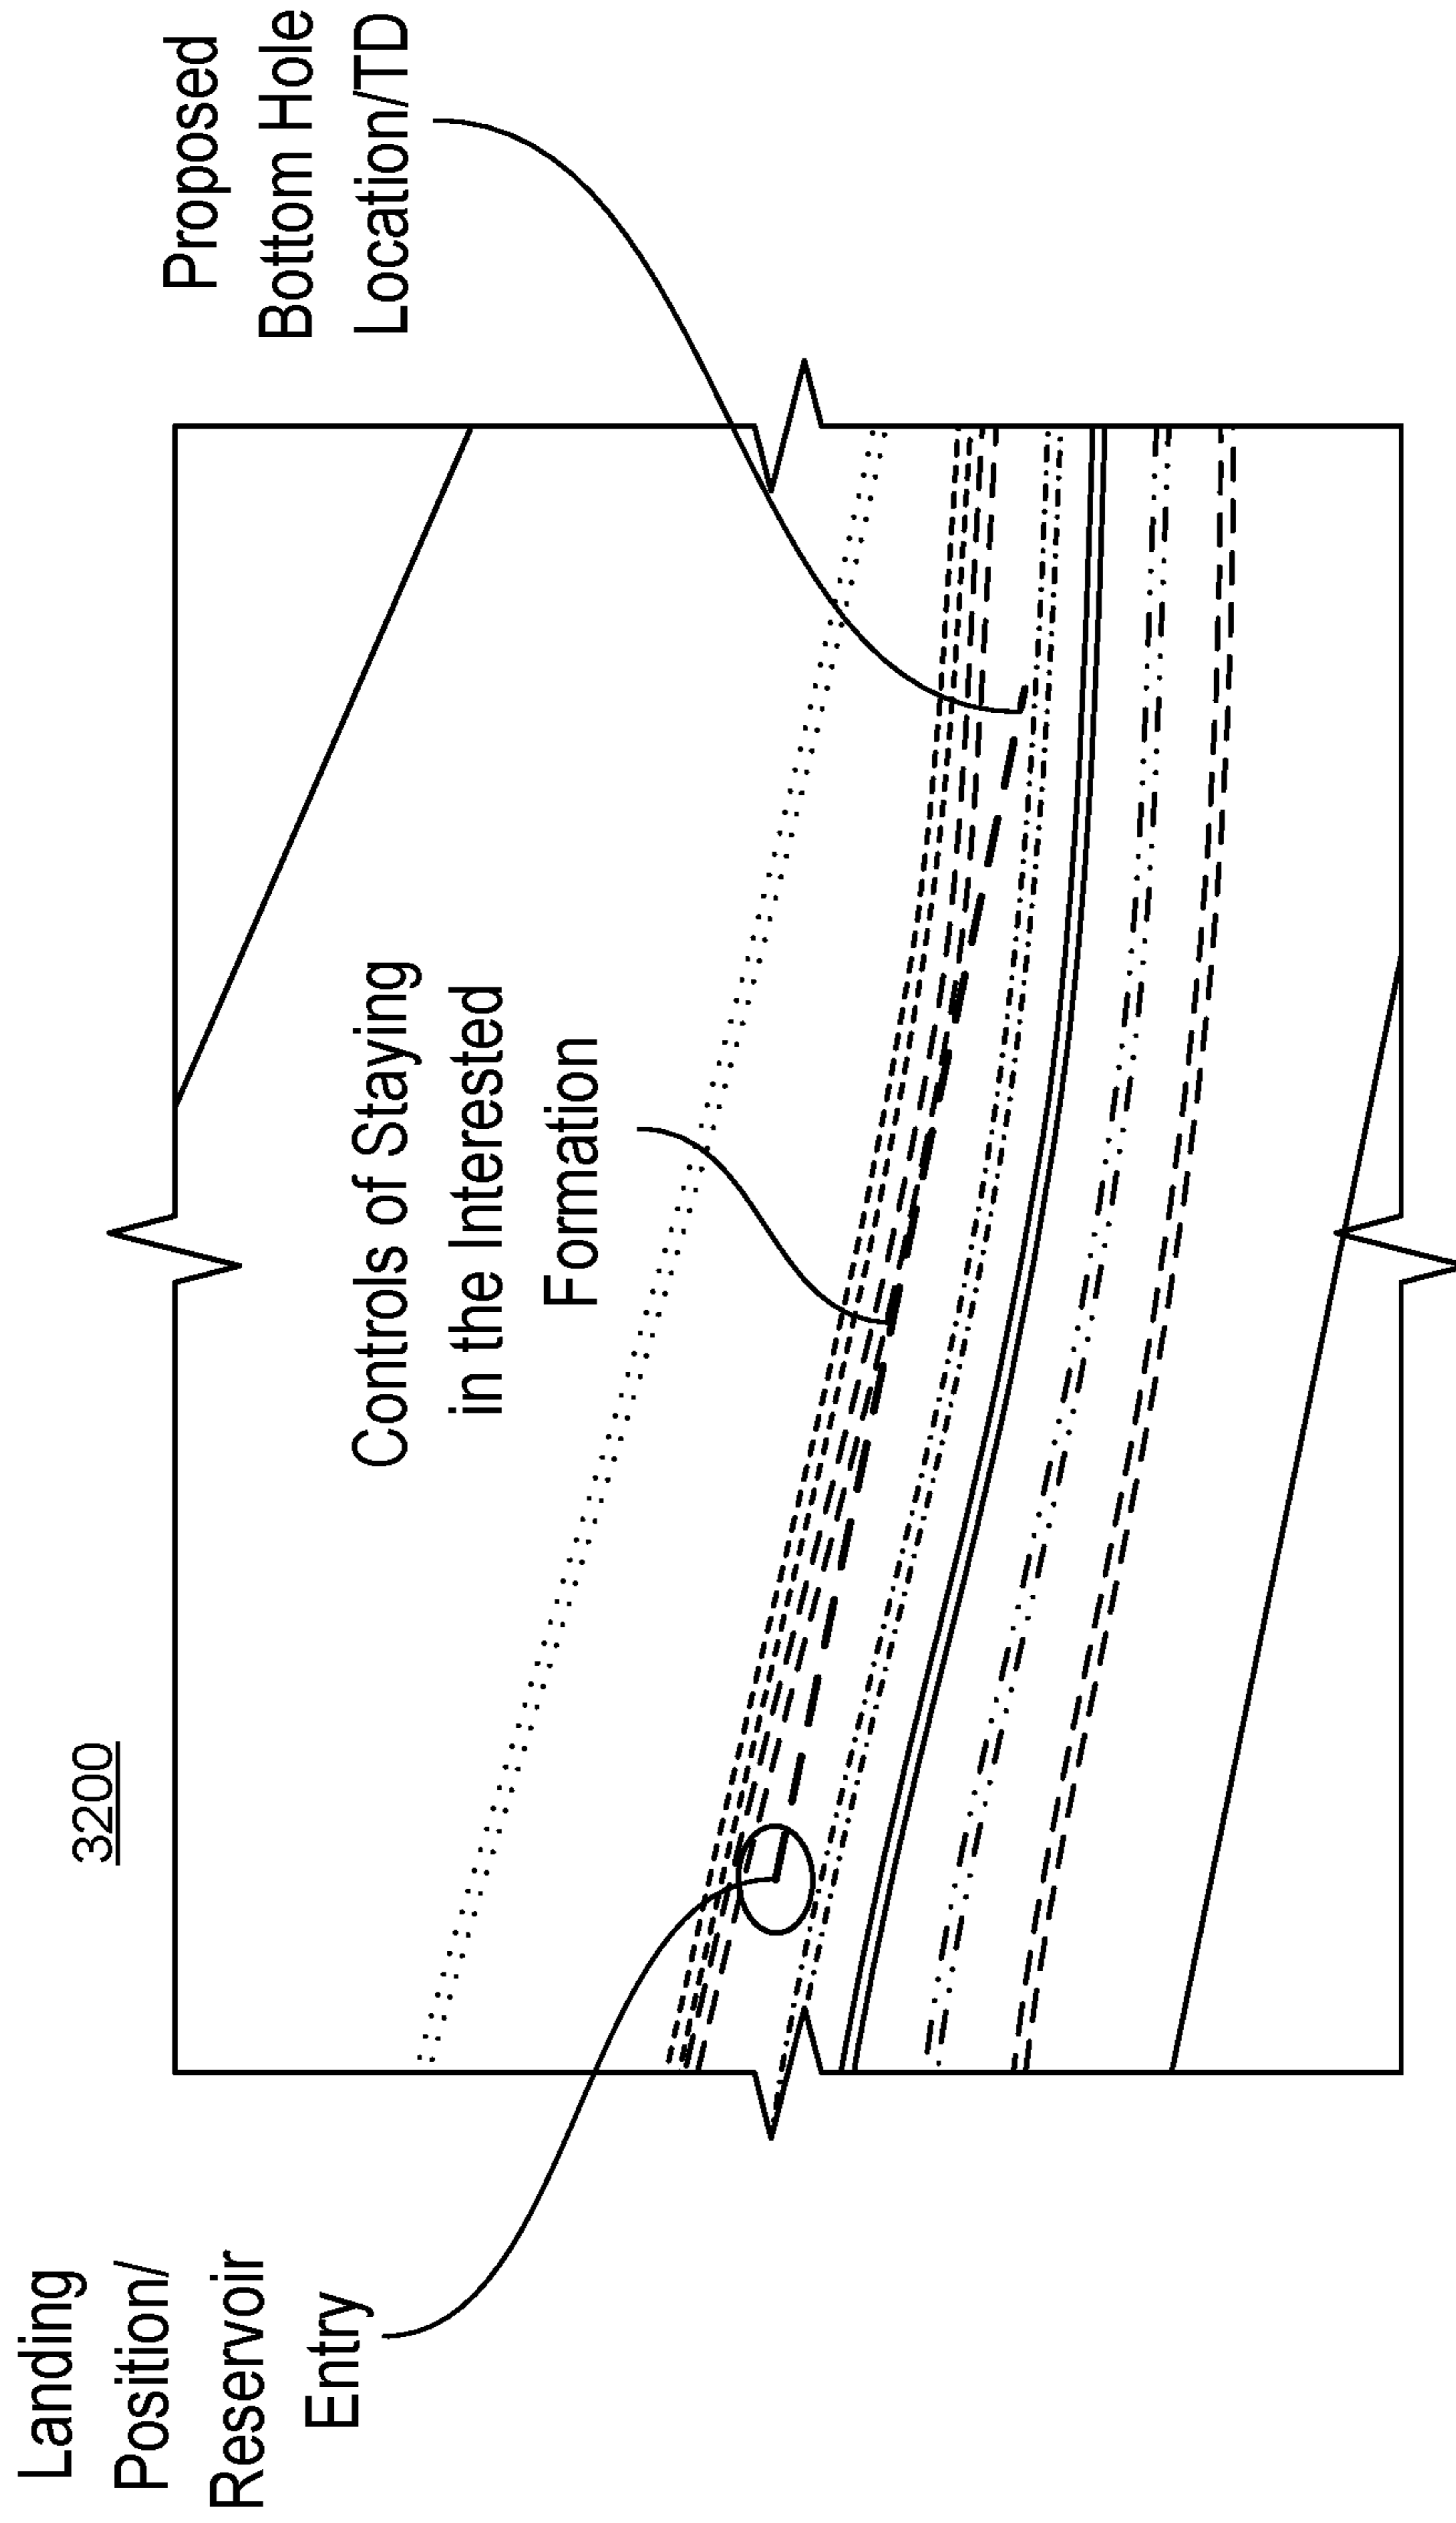 3200
Landing
Position/
Reservoir
Entry
Controls of Staying
in the Interested
Formation
Proposed
Bottom Hole
Location/TD